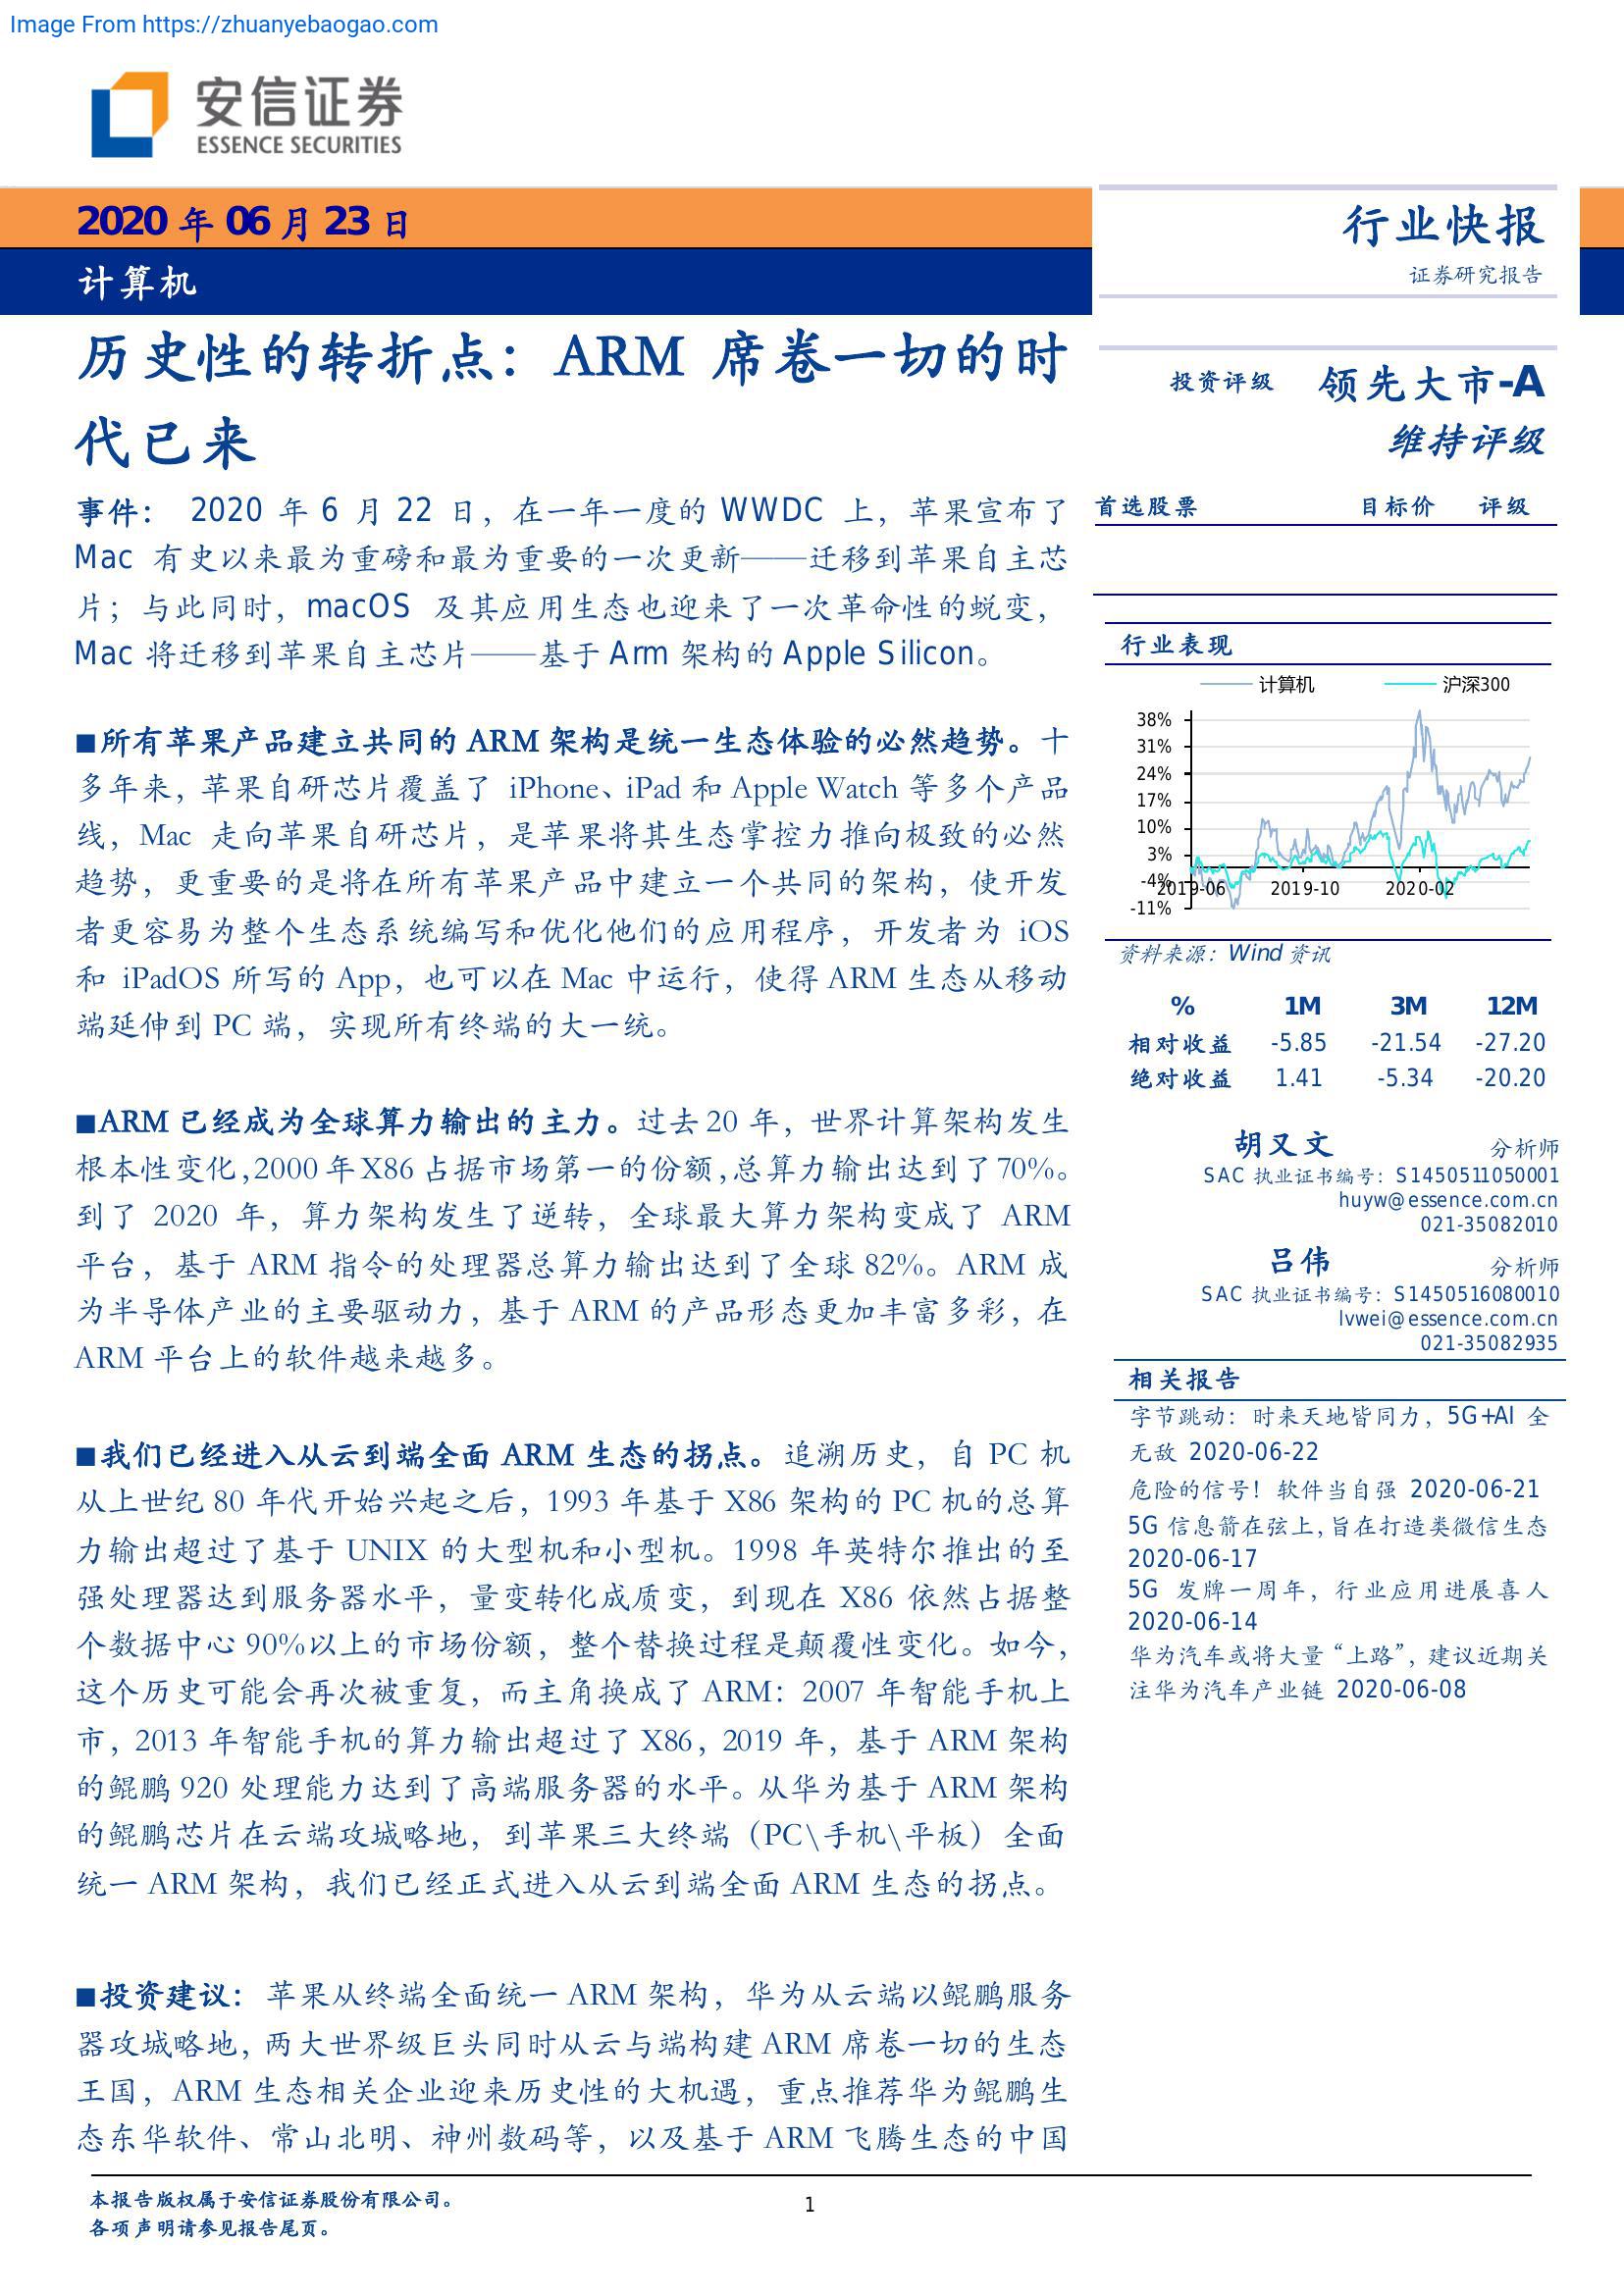 Image From https://zhuanyebaogao.com
安信证券
ESSENCE SECURITIES
2020 年 06 月 23 日
计算机
行业快报
证券研究报告
历史性的转折点：ARM 席卷一切的时
代已来
事件： 2020 年 6 月 22 日，在一年一度的 WWDC 上，苹果宣布了
Mac 有史以来最为重磅和最为重要的一次更新——迁移到苹果自主芯
片；与此同时，macOS 及其应用生态也迎来了一次革命性的蜕变，
Mac 将迁移到苹果自主芯片——基于 Arm 架构的 Apple Silicon。
■所有苹果产品建立共同的 ARM 架构是统一生态体验的必然趋势。十
多年来，苹果自研芯片覆盖了 iPhone、iPad 和 Apple Watch 等多个产品
线，Mac 走向苹果自研芯片，是苹果将其生态掌控力推向极致的必然
趋势，更重要的是将在所有苹果产品中建立一个共同的架构，使开发
者更容易为整个生态系统编写和优化他们的应用程序，开发者为 iOS
和 iPadOS 所写的 App，也可以在 Mac 中运行，使得 ARM 生态从移动
端延伸到 PC 端，实现所有终端的大一统。
■ARM 已经成为全球算力输出的主力。过去 20 年，世界计算架构发生
根本性变化，2000 年 X86 占据市场第一的份额，总算力输出达到了 70%。
到了 2020 年，算力架构发生了逆转，全球最大算力架构变成了 ARM
平台，基于 ARM 指令的处理器总算力输出达到了全球 82%。ARM 成
为半导体产业的主要驱动力，基于 ARM 的产品形态更加丰富多彩，在
ARM 平台上的软件越来越多。
■我们已经进入从云到端全面 ARM 生态的拐点。追溯历史，自 PC 机
从上世纪 80 年代开始兴起之后，1993 年基于 X86 架构的 PC 机的总算
力输出超过了基于 UNIX 的大型机和小型机。1998 年英特尔推出的至
强处理器达到服务器水平，量变转化成质变，到现在 X86 依然占据整
个数据中心 90%以上的市场份额，整个替换过程是颠覆性变化。如今，
这个历史可能会再次被重复，而主角换成了 ARM：2007 年智能手机上
市，2013 年智能手机的算力输出超过了 X86，2019 年，基于 ARM 架构
的鲲鹏 920 处理能力达到了高端服务器的水平。从华为基于 ARM 架构
的鲲鹏芯片在云端攻城略地，到苹果三大终端（PC\手机\平板）全面
统一 ARM 架构，我们已经正式进入从云到端全面 ARM 生态的拐点。
■投资建议：苹果从终端全面统一 ARM 架构，华为从云端以鲲鹏服务
器攻城略地，两大世界级巨头同时从云与端构建 ARM 席卷一切的生态
王国，ARM 生态相关企业迎来历史性的大机遇，重点推荐华为鲲鹏生
态东华软件、常山北明、神州数码等，以及基于 ARM 飞腾生态的中国
投资评级 领先大市-A
维持评级
首选股票 目标价 评级
行业表现
计算机 沪深300
38%
31%
24%
17%
10%
3%
-4%
-11%
2019-06 2019-10 2020-02
资料来源：Wind 资讯
% 1M 3M 12M
相对收益 -5.85 -21.54 -27.20
绝对收益 1.41 -5.34 -20.20
胡又文 分析师
SAC 执业证书编号：S1450511050001
huyw@essence.com.cn
021-35082010
吕伟 分析师
SAC 执业证书编号：S1450516080010
lvwei@essence.com.cn
021-35082935
相关报告
字节跳动：时来天地皆同力，5G+AI 全
无敌 2020-06-22
危险的信号！软件当自强 2020-06-21
5G 信息箭在弦上，旨在打造类微信生态
2020-06-17
5G 发牌一周年，行业应用进展喜人
2020-06-14
华为汽车或将大量“上路”，建议近期关
注华为汽车产业链 2020-06-08
本报告版权属于安信证券股份有限公司。
各项声明请参见报告尾页。
1